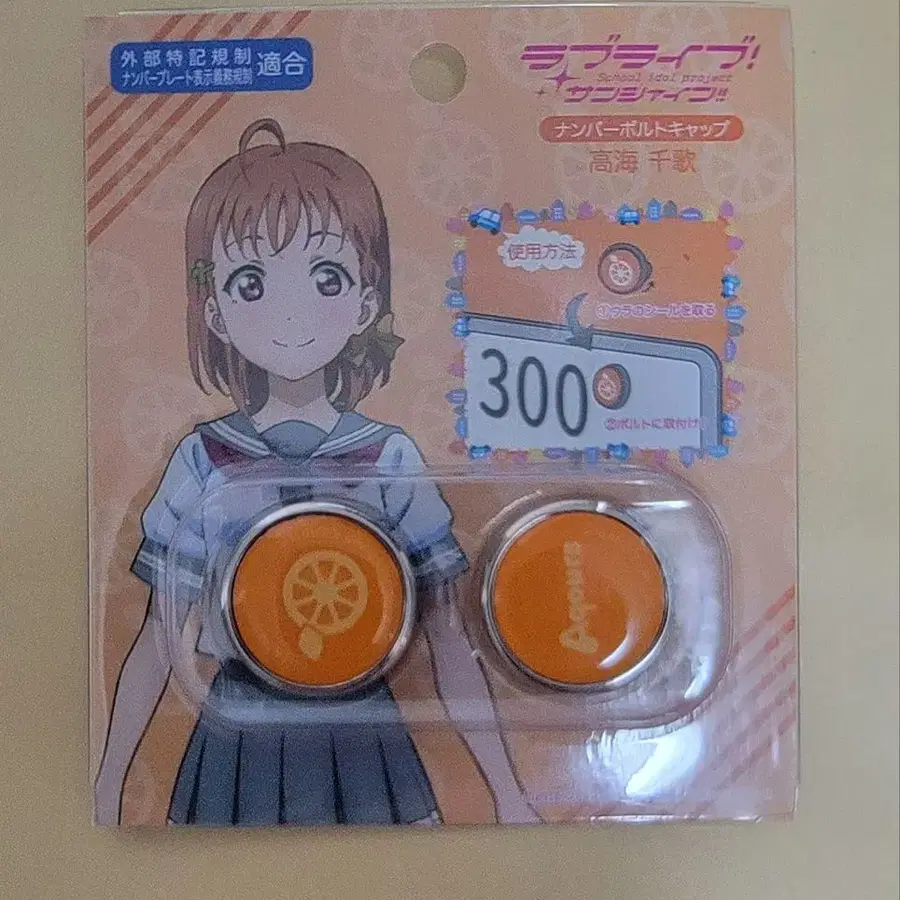 外部特記規制
ナンバープレート表示義務規制
適合
ラブライブ!
School idol project
サンシャイン!!
ナンバーボルトキャップ
高海 千歌
使用方法
①ウラのシールを取る
300
②ボルトに取付け
Aqours